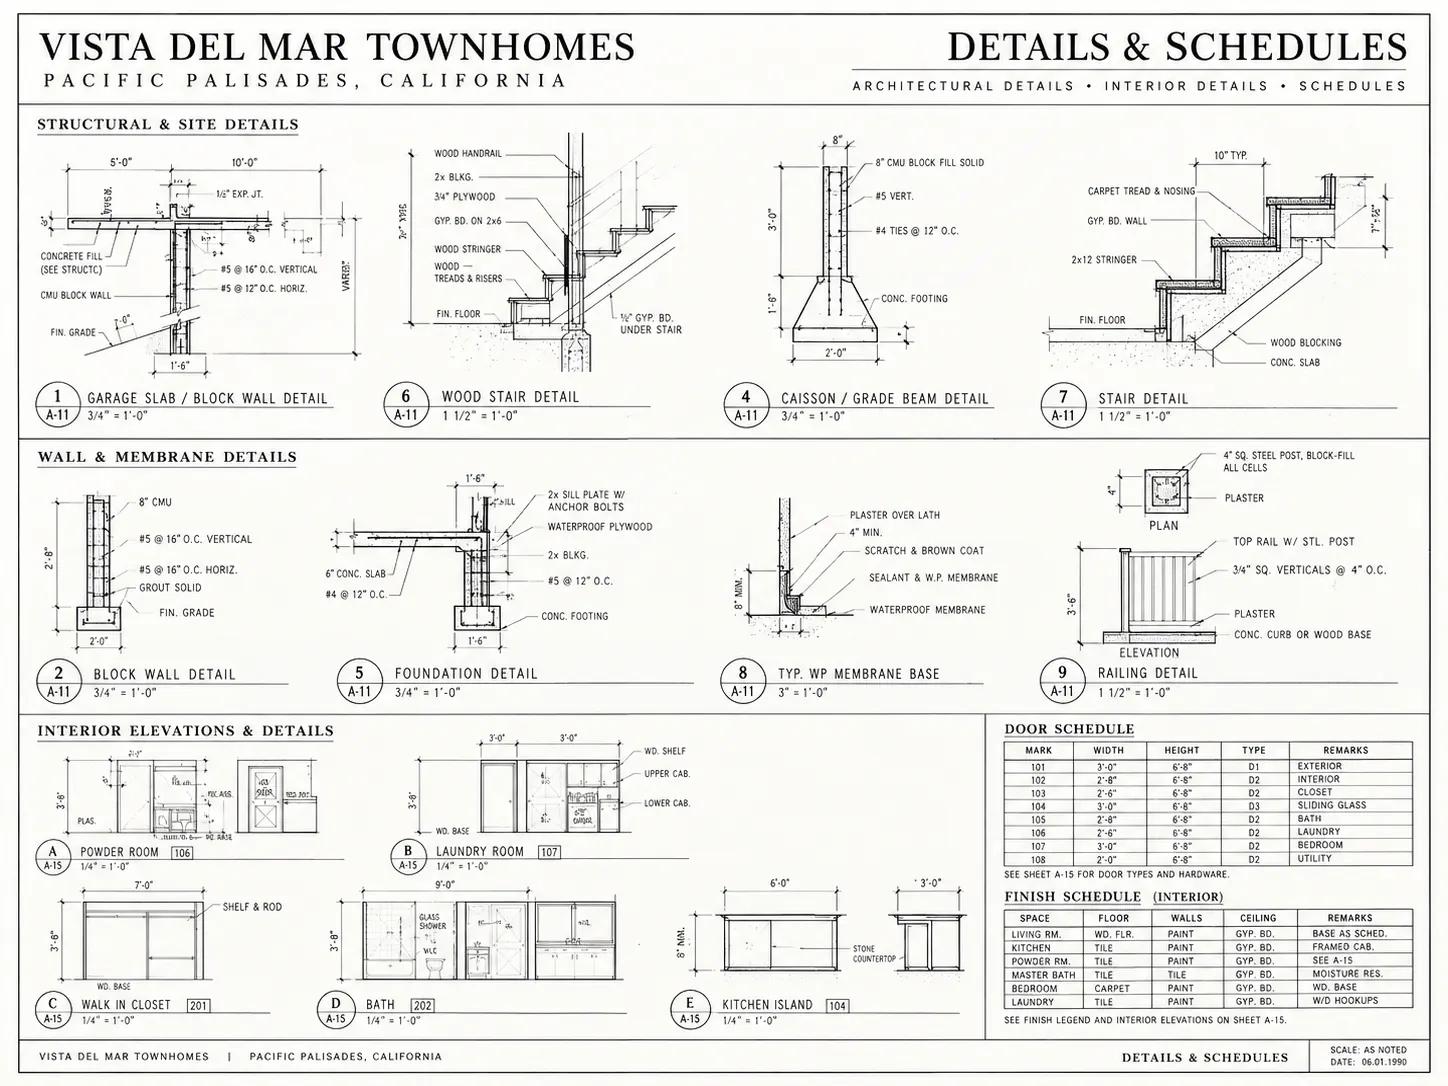 VISTA DEL MAR TOWNHOMES
PACIFIC PALISADES, CALIFORNIA
DETAILS & SCHEDULES
ARCHITECTURAL DETAILS • INTERIOR DETAILS • SCHEDULES
STRUCTURAL & SITE DETAILS
5'-0"
10'-0"
1/2" EXP. JT.
CONCRETE FILL
(SEE STRUCTC)
#5 @ 16" O.C. VERTICAL
#5 @ 12" O.C. HORIZ.
CMU BLOCK WALL
FIN. GRADE
1'-6"
1
A-11
GARAGE SLAB / BLOCK WALL DETAIL
3/4" = 1'-0"
WOOD HANDRAIL
2x BLKG.
3/4" PLYWOOD
GYP. BD. ON 2x6
WOOD STRINGER
WOOD
TREADS & RISERS
FIN. FLOOR
1/2" GYP. BD.
UNDER STAIR
6
A-11
WOOD STAIR DETAIL
1 1/2" = 1'-0"
8"
8" CMU BLOCK FILL SOLID
#5 VERT.
3'-0"
#4 TIES @ 12" O.C.
1'-6"
CONC. FOOTING
2'-0"
4
A-11
CAISSON / GRADE BEAM DETAIL
3/4" = 1'-0"
10" TYP.
CARPET TREAD & NOSING
GYP. BD. WALL
2x12 STRINGER
FIN. FLOOR
WOOD BLOCKING
CONC. SLAB
7
A-11
STAIR DETAIL
1 1/2" = 1'-0"
WALL & MEMBRANE DETAILS
8" CMU
#5 @ 16" O.C. VERTICAL
2'-8"
#5 @ 16" O.C. HORIZ.
GROUT SOLID
FIN. GRADE
2'-0"
2
A-11
BLOCK WALL DETAIL
3/4" = 1'-0"
1'-6"
2x SILL PLATE W/
ANCHOR BOLTS
WATERPROOF PLYWOOD
2x BLKG.
6" CONC. SLAB
#5 @ 12" O.C.
#4 @ 12" O.C.
CONC. FOOTING
1'-6"
5
A-11
FOUNDATION DETAIL
3/4" = 1'-0"
PLASTER OVER LATH
4" MIN.
SCRATCH & BROWN COAT
SEALANT & W.P. MEMBRANE
8" MIN.
WATERPROOF MEMBRANE
8
A-11
TYP. WP MEMBRANE BASE
3" = 1'-0"
4" SQ. STEEL POST, BLOCK-FILL
ALL CELLS
4"
PLASTER
PLAN
TOP RAIL W/ STL. POST
3/4" SQ. VERTICALS @ 4" O.C.
3'-6"
PLASTER
CONC. CURB OR WOOD BASE
ELEVATION
9
A-11
RAILING DETAIL
1 1/2" = 1'-0"
INTERIOR ELEVATIONS & DETAILS
3'-8"
PLAS.
A
A-15
POWDER ROOM 106
1/4" = 1'-0"
3'-0"
3'-0"
WD. SHELF
UPPER CAB.
3'-8"
LOWER CAB.
WD. BASE
B
A-15
LAUNDRY ROOM 107
1/4" = 1'-0"
7'-0"
SHELF & ROD
3'-8"
WD. BASE
C
A-15
WALK IN CLOSET 201
1/4" = 1'-0"
9'-0"
GLASS
SHOWER
3'-8"
D
A-15
BATH 202
1/4" = 1'-0"
6'-0"
3'-0"
STONE
COUNTERTOP
E
A-15
KITCHEN ISLAND 104
1/4" = 1'-0"
DOOR SCHEDULE
MARK WIDTH HEIGHT TYPE REMARKS
101 3'-0" 6'-8" D1 EXTERIOR
102 2'-8" 6'-8" D2 INTERIOR
103 2'-6" 6'-8" D2 CLOSET
104 3'-0" 6'-8" D3 SLIDING GLASS
105 2'-8" 6'-8" D2 BATH
106 2'-6" 6'-8" D2 LAUNDRY
107 3'-0" 6'-8" D2 BEDROOM
108 2'-0" 6'-8" D2 UTILITY
SEE SHEET A-15 FOR DOOR TYPES AND HARDWARE.
FINISH SCHEDULE (INTERIOR)
SPACE FLOOR WALLS CEILING REMARKS
LIVING RM. WD. FLR. PAINT GYP. BD. BASE AS SCHED.
KITCHEN TILE PAINT GYP. BD. FRAMED CAB.
POWDER RM. TILE PAINT GYP. BD. SEE A-15
MASTER BATH TILE TILE GYP. BD. MOISTURE RES.
BEDROOM CARPET PAINT GYP. BD. WD. BASE
LAUNDRY TILE PAINT GYP. BD. W/D HOOKUPS
SEE FINISH LEGEND AND INTERIOR ELEVATIONS ON SHEET A-15.
VISTA DEL MAR TOWNHOMES | PACIFIC PALISADES, CALIFORNIA
DETAILS & SCHEDULES
SCALE: AS NOTED
DATE: 06.01.1990